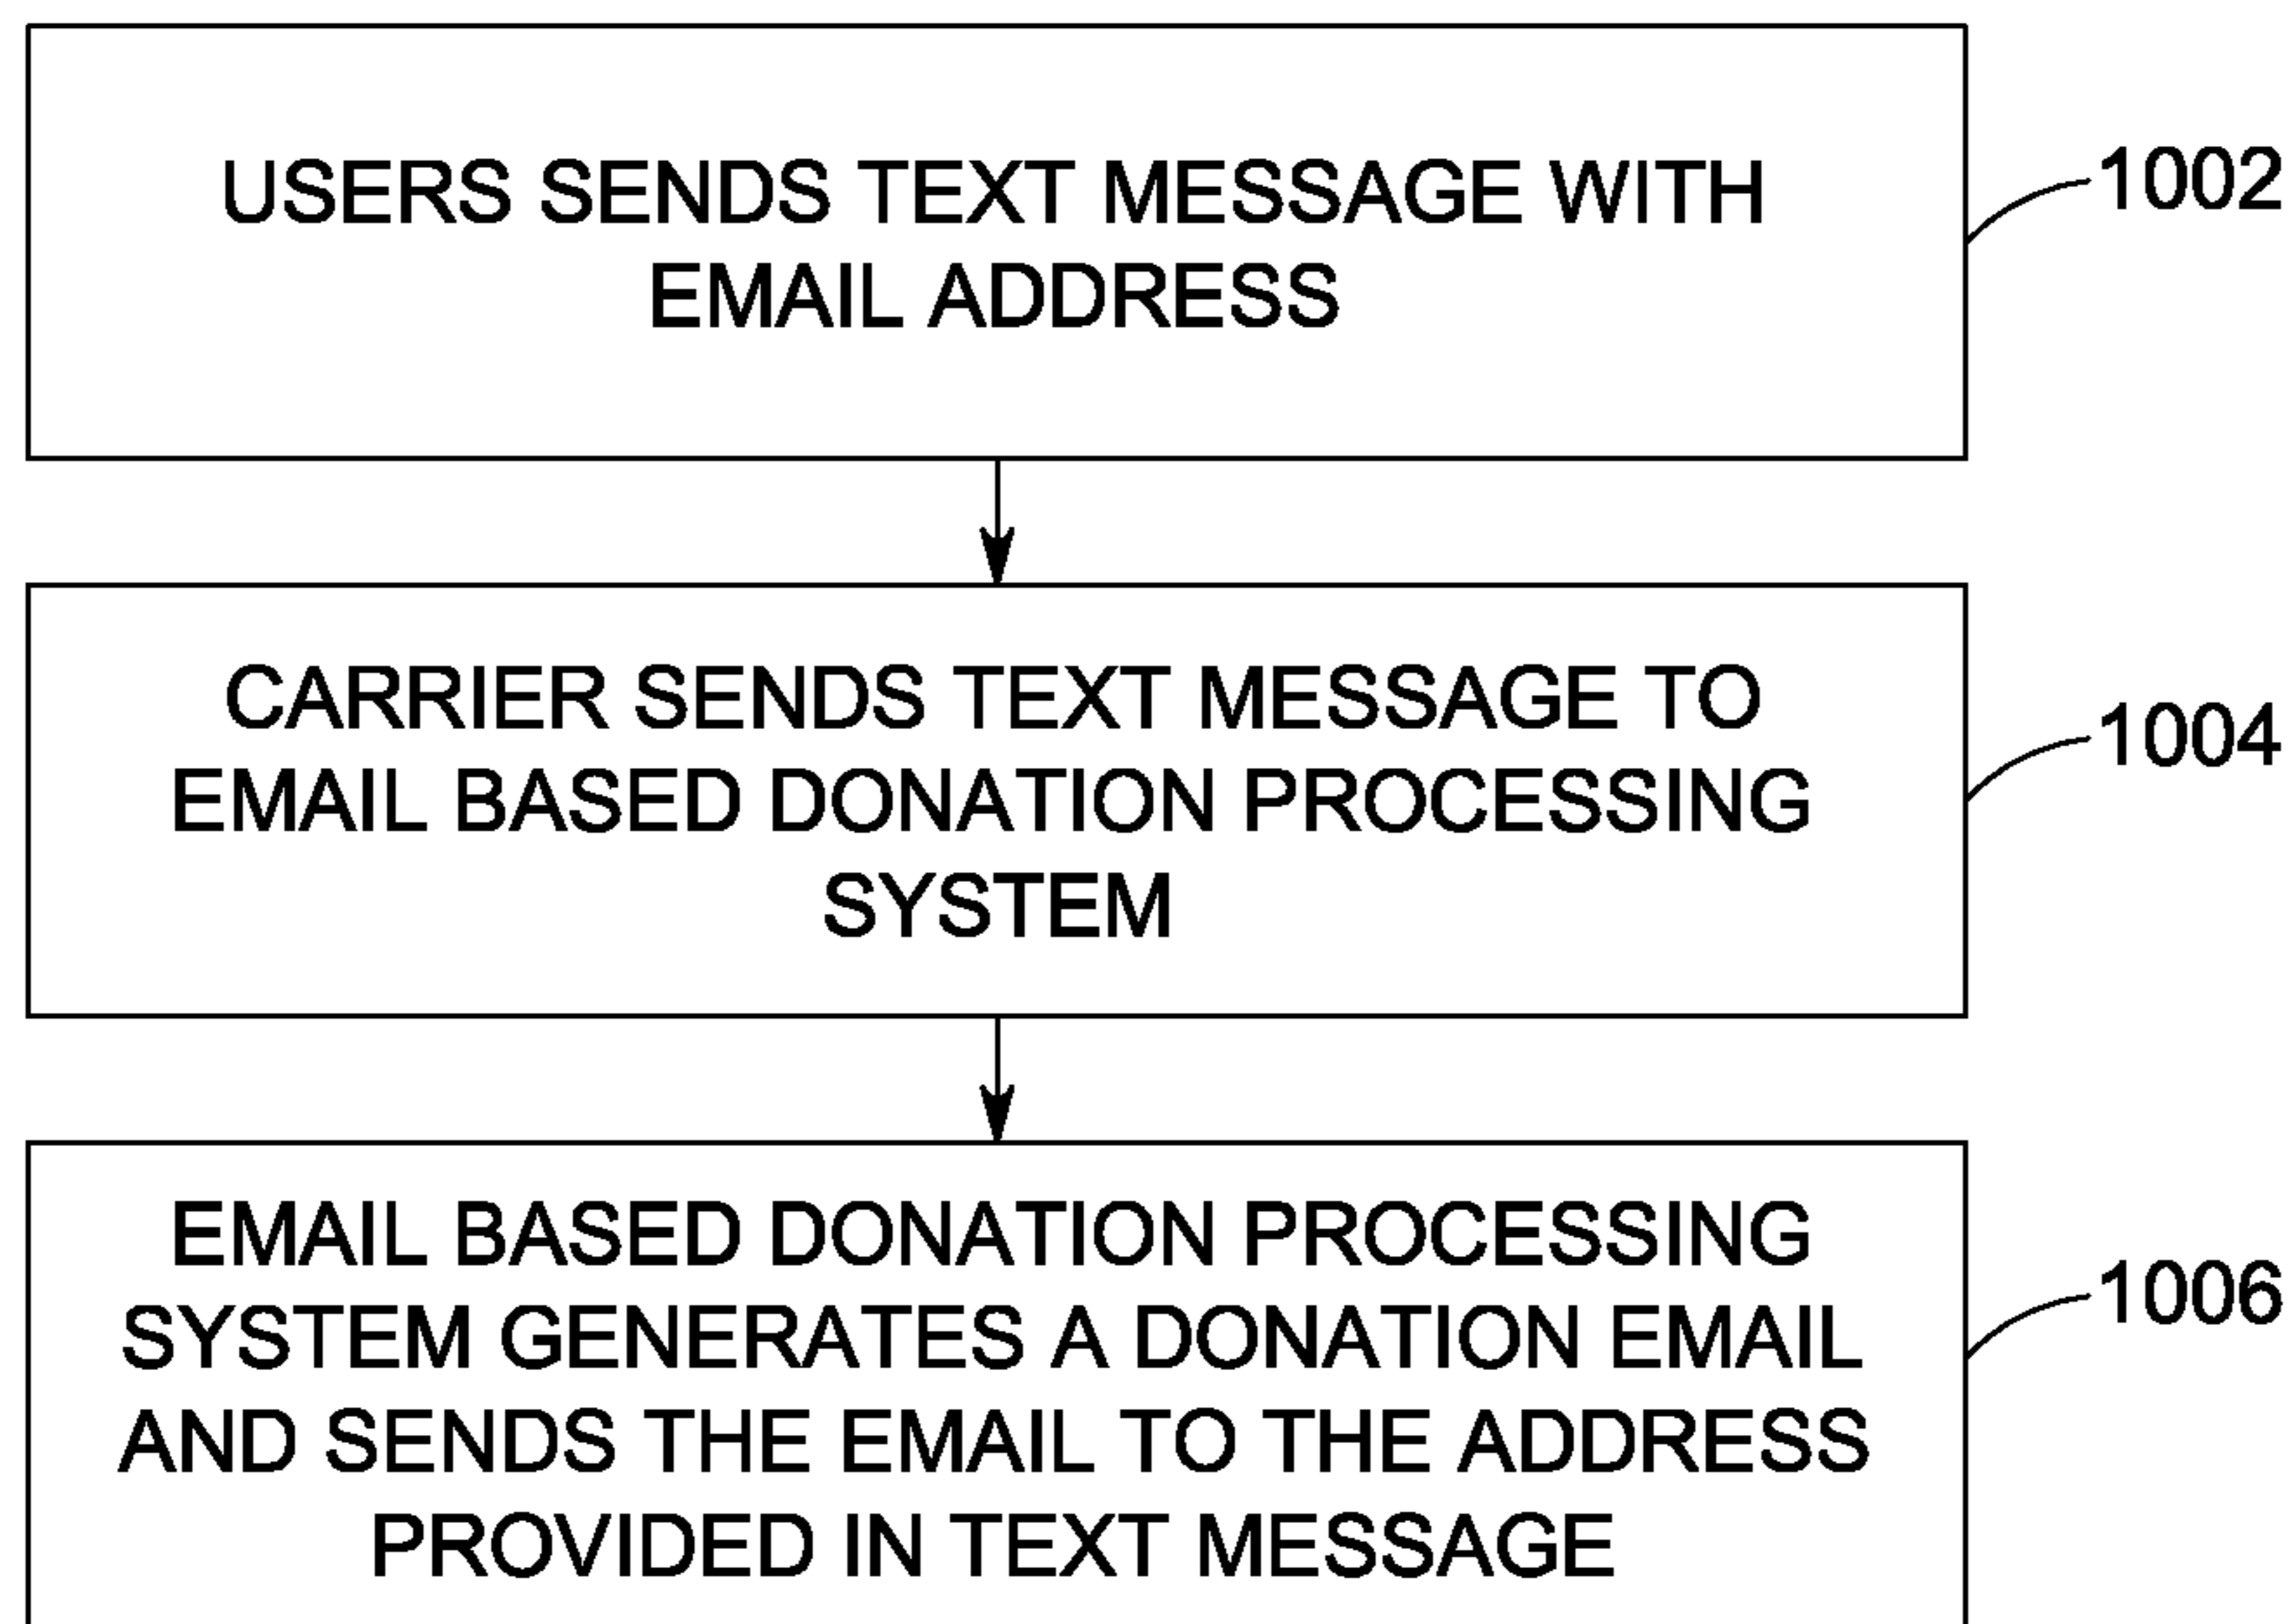 USERS SENDS TEXT MESSAGE WITH
EMAIL ADDRESS
1002
CARRIER SENDS TEXT MESSAGE TO
EMAIL BASED DONATION PROCESSING
SYSTEM
1004
EMAIL BASED DONATION PROCESSING
SYSTEM GENERATES A DONATION EMAIL
AND SENDS THE EMAIL TO THE ADDRESS
PROVIDED IN TEXT MESSAGE
1006